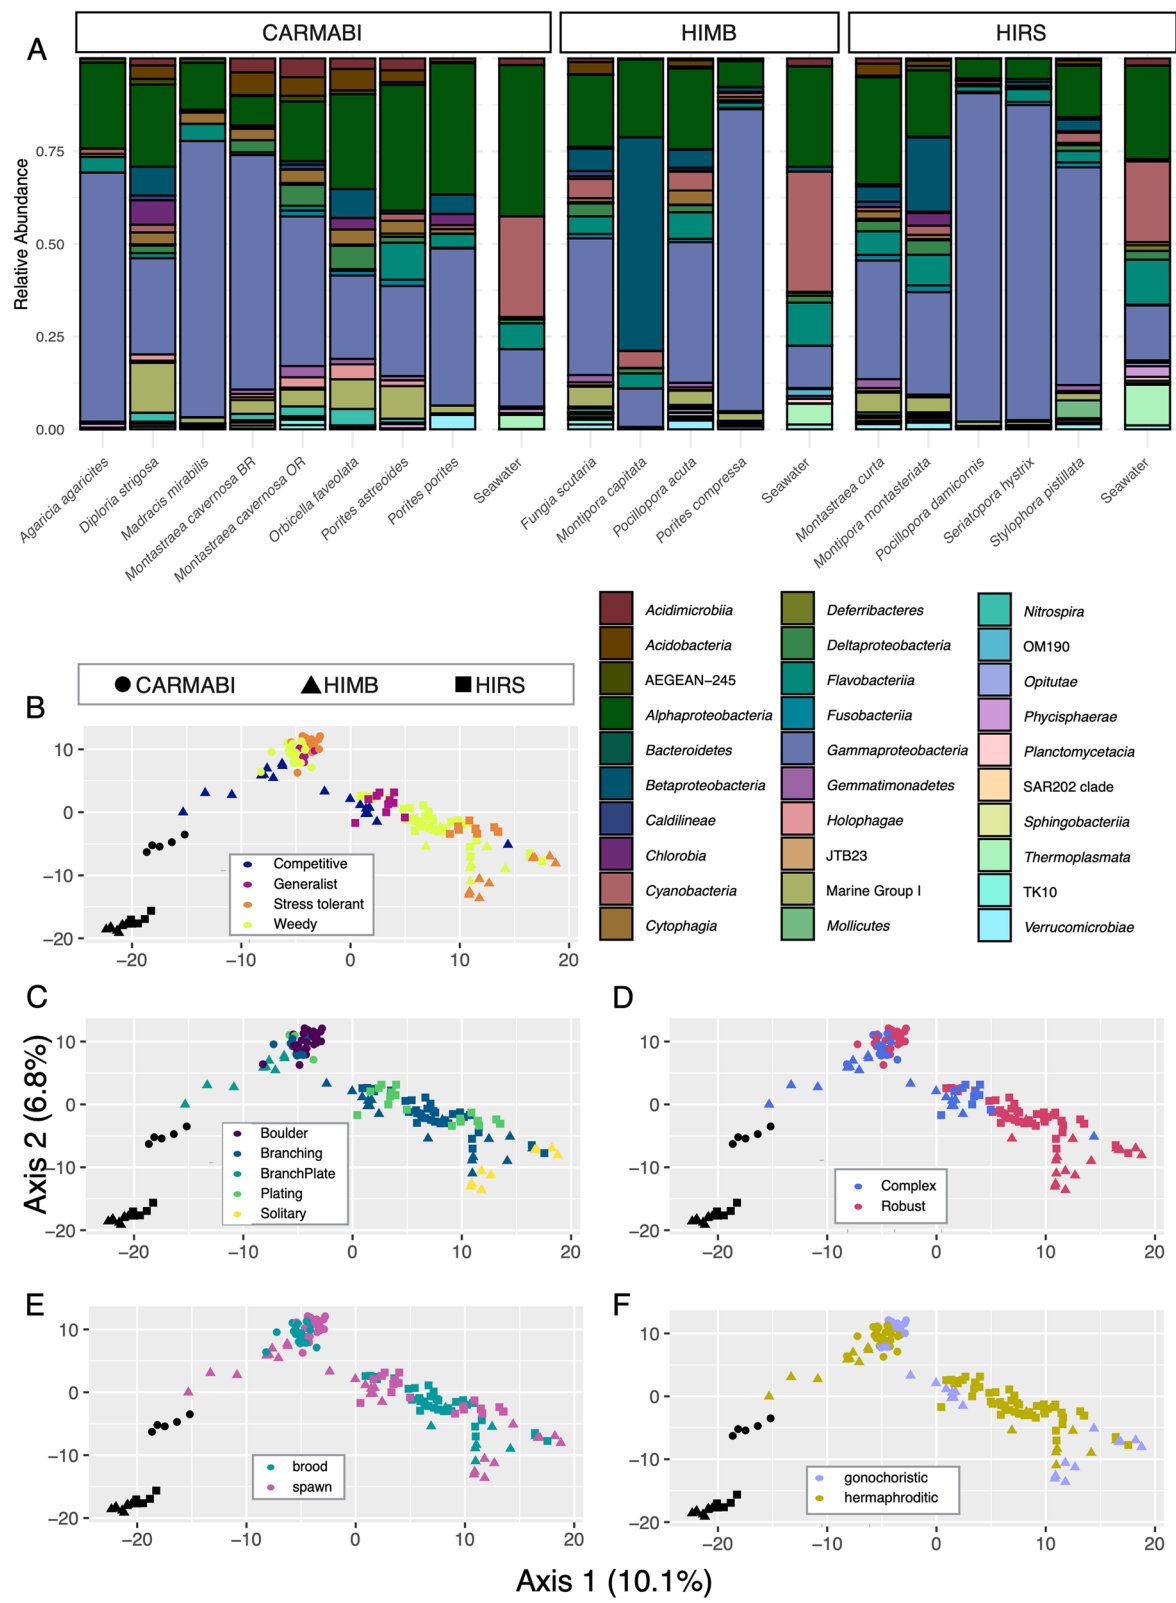 A
CARMABI HIMB HIRS
Relative Abundance
0.75
0.50
0.25
0.00
Agaricia agaricites
Diploria strigosa
Madracis mirabilis
Montastraea cavernosa BR
Montastraea cavernosa OR
Orbicella faveolata
Porites astreoides
Porites porites
Seawater
Fungia scutaria
Montipora capitata
Pocillopora acuta
Porites compressa
Seawater
Montastraea curta
Montipora montasteriata
Pocillopora damicornis
Seriatopora hystrix
Stylophora pistillata
Seawater
Acidimicrobiia
Acidobacteria
AEGEAN−245
Alphaproteobacteria
Bacteroidetes
Betaproteobacteria
Caldilineae
Chlorobia
Cyanobacteria
Cytophagia
Deferribacteres
Deltaproteobacteria
Flavobacteriia
Fusobacteriia
Gammaproteobacteria
Gemmatimonadetes
Holophagae
JTB23
Marine Group I
Mollicutes
Nitrospira
OM190
Opitutae
Phycisphaerae
Planctomycetacia
SAR202 clade
Sphingobacteriia
Thermoplasmata
TK10
Verrucomicrobiae
CARMABI HIMB HIRS
B
10
0
−10
−20
−20 −10 0 10 20
Competitive
Generalist
Stress tolerant
Weedy
C
10
0
−10
−20
−20 −10 0 10 20
Boulder
Branching
BranchPlate
Plating
Solitary
D
10
0
−10
−20
−20 −10 0 10 20
Complex
Robust
Axis 2 (6.8%)
E
10
0
−10
−20
−20 −10 0 10 20
brood
spawn
F
10
0
−10
−20
−20 −10 0 10 20
gonochoristic
hermaphroditic
Axis 1 (10.1%)